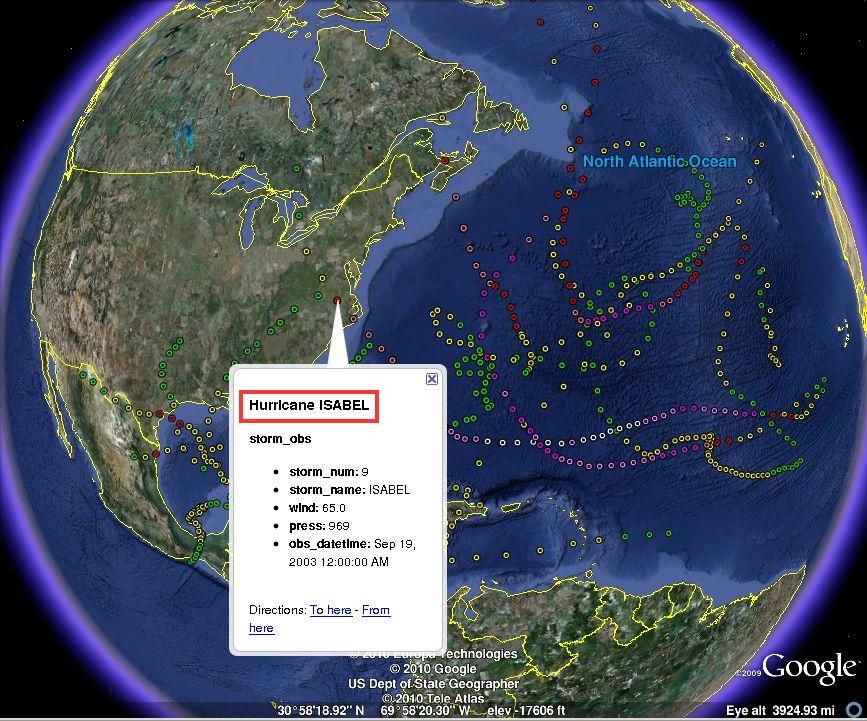 North Atlantic Ocean
Hurricane ISABEL
storm_obs
storm_num: 9
storm_name: ISABEL
wind: 65.0
press: 969
obs_datetime: Sep 19,
2003 12:00:00 AM
Directions: To here - From
here
© 2010 Europa Technologies
© 2010 Google
US Dept of State Geographer
© 2010 Tele Atlas
©2009 Google
30°58'18.92" N 69°58'20.30" W elev -17606 ft
Eye alt 3924.93 mi